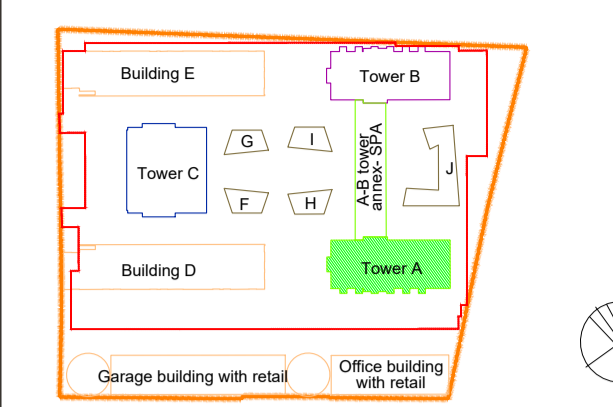 Building E
Tower B
G
I
A-B tower
annex- SPA
J
Tower C
F
H
Building D
Tower A
Garage building with retail
Office building
with retail